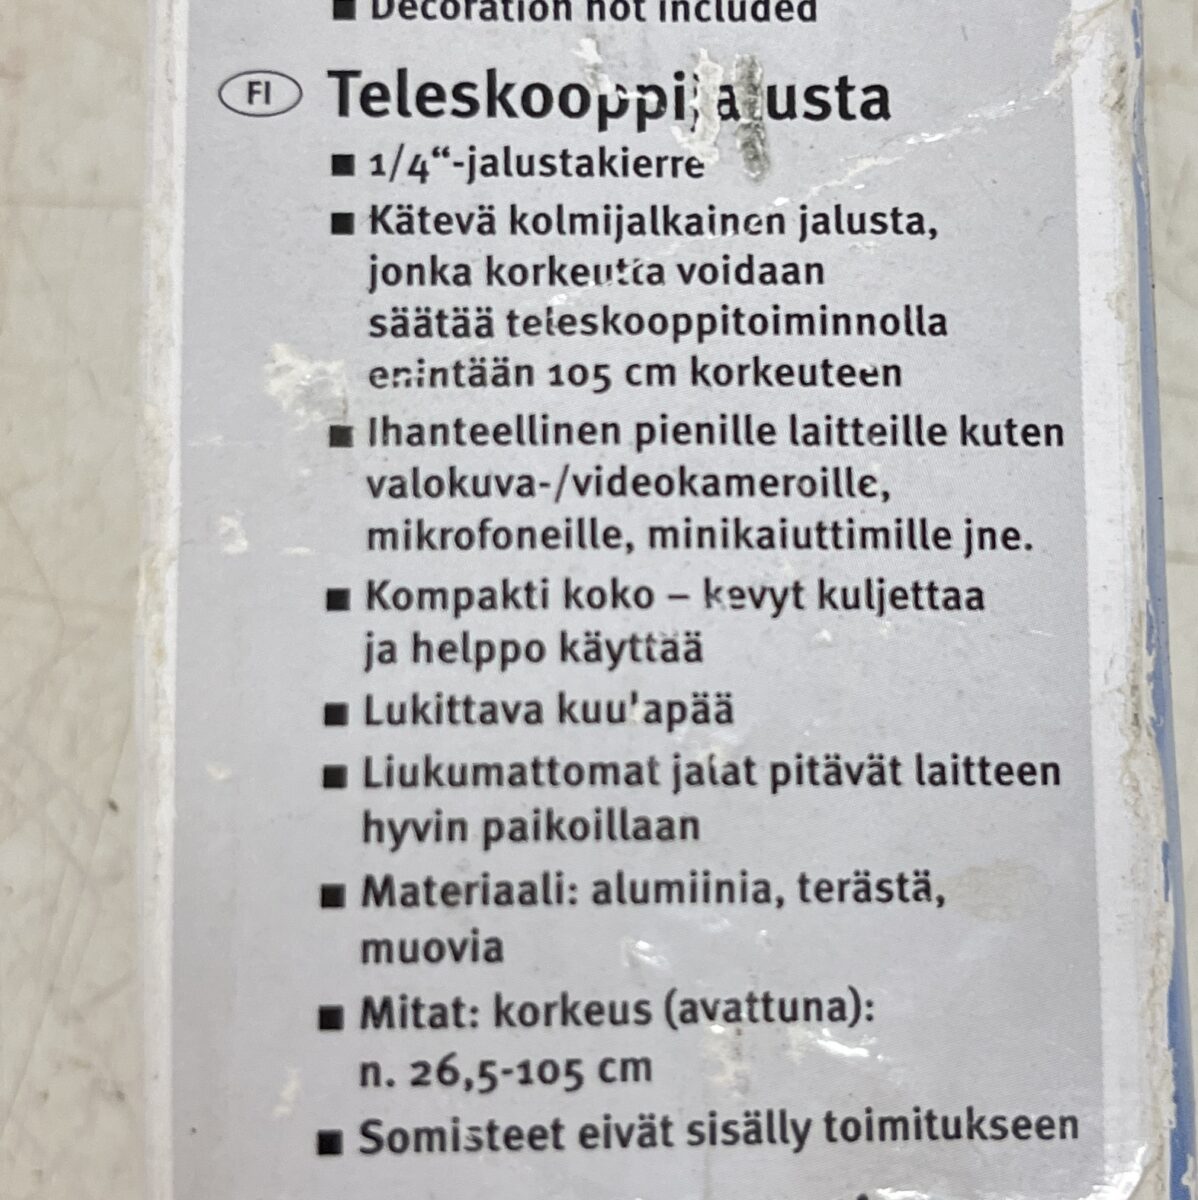 ■ Decoration not included
FI Teleskooppijalusta
■ 1/4“-jalustakierre
■ Kätevä kolmijalkainen jalusta,
jonka korkeutta voidaan
säätää teleskooppitoiminnolla
enintään 105 cm korkeuteen
■ Ihanteellinen pienille laitteille kuten
valokuva-/videokameroille,
mikrofoneille, minikaiuttimille jne.
■ Kompakti koko – kevyt kuljettaa
ja helppo käyttää
■ Lukittava kuulapää
■ Liukumattomat jalat pitävät laitteen
hyvin paikoillaan
■ Materiaali: alumiinia, terästä,
muovia
■ Mitat: korkeus (avattuna):
n. 26,5-105 cm
■ Somisteet eivät sisälly toimitukseen